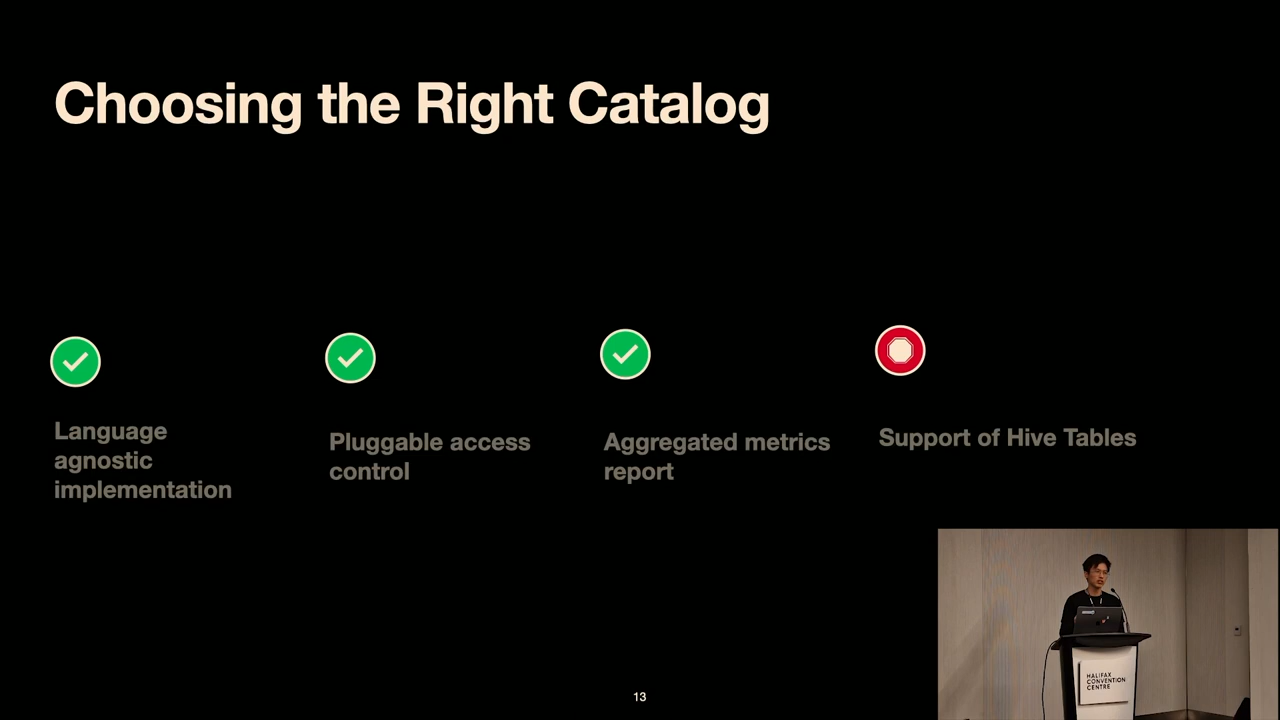 Choosing the Right Catalog
Language
agnostic
implementation
Pluggable access
control
Aggregated metrics
report
Support of Hive Tables
HALIFAX
CONVENTION
CENTRE
13